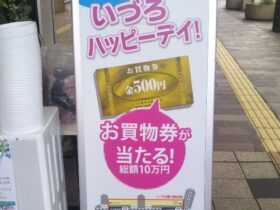 いづろ
ハッピーデイ!
お買物券
金500円
お買物券が
当たる!
総額10万円